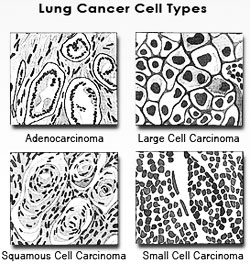 Lung Cancer Cell Types
Adenocarcinoma
Large Cell Carcinoma
Squamous Cell Carcinoma
Small Cell Carcinoma